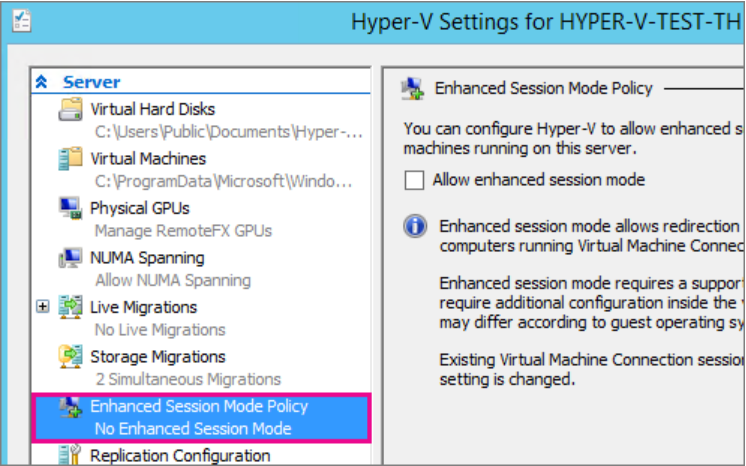 Hyper-V Settings for HYPER-V-TEST-TH
Server
Virtual Hard Disks
C:\Users\Public\Documents\Hyper-...
Virtual Machines
C:\ProgramData\Microsoft\Windo...
Physical GPUs
Manage RemoteFX GPUs
NUMA Spanning
Allow NUMA Spanning
Live Migrations
No Live Migrations
Storage Migrations
2 Simultaneous Migrations
Enhanced Session Mode Policy
No Enhanced Session Mode
Replication Configuration
Enhanced Session Mode Policy
You can configure Hyper-V to allow enhanced s
machines running on this server.
Allow enhanced session mode
Enhanced session mode allows redirection
computers running Virtual Machine Connec
Enhanced session mode requires a suppor
require additional configuration inside the
may differ according to guest operating sy
Existing Virtual Machine Connection session
setting is changed.